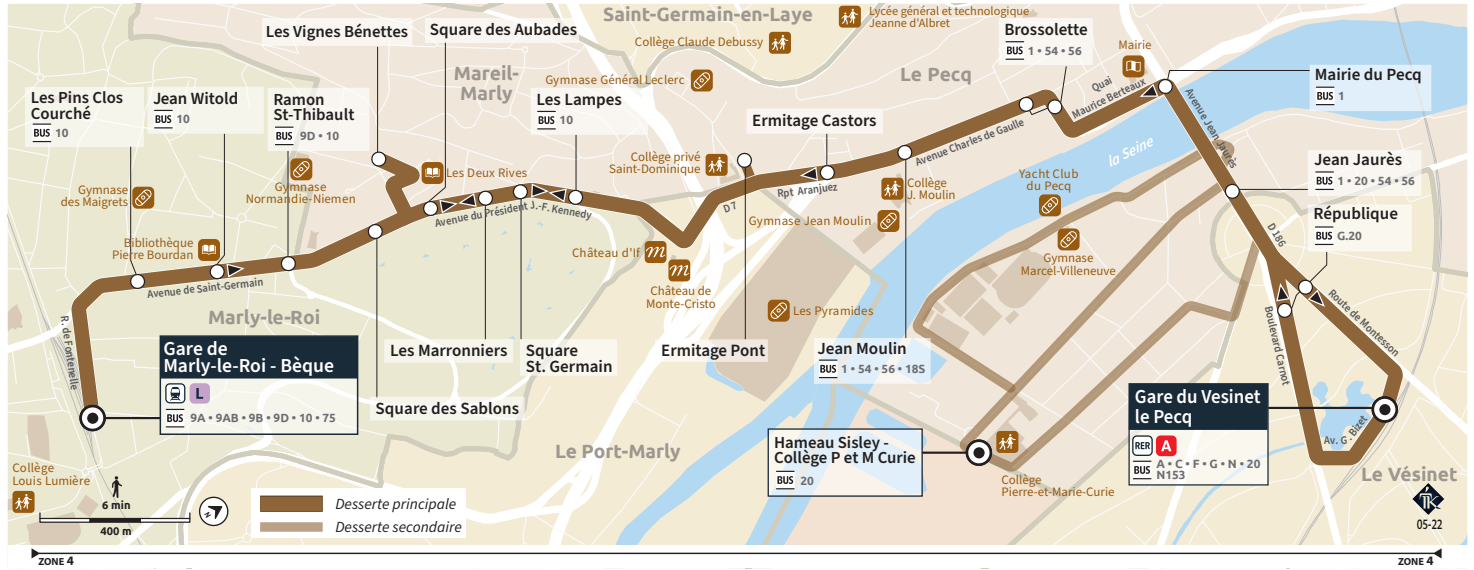 Saint-Germain-en-Laye
Lycée général et technologique
Jeanne d'Albret
Collège Claude Debussy
Les Vignes Bénettes
Square des Aubades
Brossolette
BUS 1 • 54 • 56
Mairie
Mareil-
Marly
Gymnase Général Leclerc
Le Pecq
Quai
Maurice Berteaux
Mairie du Pecq
BUS 1
Les Pins Clos
Courché
BUS 10
Jean Witold
BUS 10
Ramon
St-Thibault
BUS 9D • 10
Les Lampes
BUS 10
Ermitage Castors
Avenue Charles de Gaulle
Avenue Jean Jaurès
la Seine
Collège privé
Saint-Dominique
Les Deux Rives
Jean Jaurès
BUS 1 • 20 • 54 • 56
Gymnase
des Maigrets
Gymnase
Normandie-Niemen
Rpt Aranjuez
D7
Collège
J. Moulin
Yacht Club
du Pecq
Avenue du Président J.-F. Kennedy
Gymnase Jean Moulin
République
BUS G.20
Bibliothèque
Pierre Bourdan
Château d'If
Gymnase
Marcel-Villeneuve
D 186
Avenue de Saint-Germain
Château de
Monte-Cristo
Les Pyramides
Route de Montesson
Boulevard Carnot
Marly-le-Roi
R. de Fontenelle
Gare de
Marly-le-Roi - Bèque
L
BUS 9A • 9AB • 9B • 9D • 10 • 75
Les Marronniers
Square
St. Germain
Ermitage Pont
Jean Moulin
BUS 1 • 54 • 56 • 18S
Square des Sablons
Gare du Vesinet
le Pecq
RER A
BUS A • C • F • G • N • 20
N153
Av. G. Bizet
Le Port-Marly
Hameau Sisley -
Collège P et M Curie
BUS 20
Collège
Pierre-et-Marie-Curie
Le Vésinet
Collège
Louis Lumière
6 min
400 m
Desserte principale
Desserte secondaire
TK
05-22
ZONE 4
ZONE 4